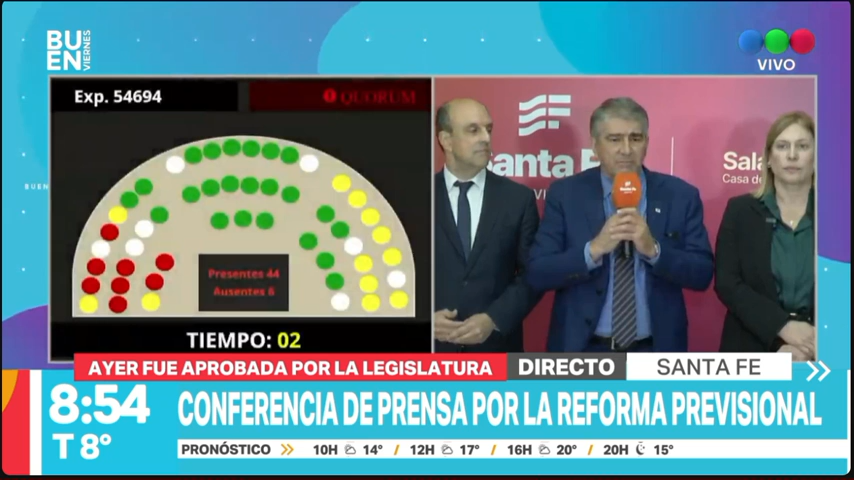 BUEN
VIERNES
VIVO
Exp. 54694
QUORUM
Presentes 44
Ausentes 6
TIEMPO: 02
Santa Fe
Sala
Casa de
AYER FUE APROBADA POR LA LEGISLATURA
DIRECTO
SANTA FE
8:54
T 8°
CONFERENCIA DE PRENSA POR LA REFORMA PREVISIONAL
PRONÓSTICO 10H 14° / 12H 17° / 16H 20° / 20H 15°